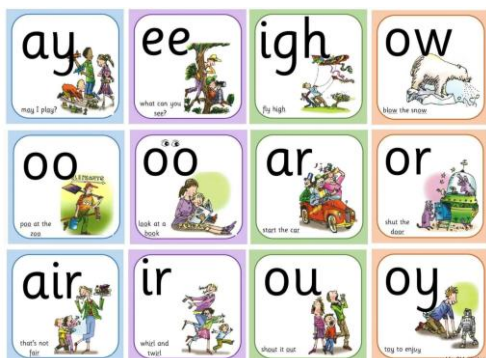 ay
may I play?
ee
what can you
see?
igh
fly high
ow
blow the snow
oo
poo at the
zoo
oo
look at a
book
ar
start the car
or
shut the
door
air
that's not
fair
ir
whirl and
twirl
ou
shout it out
oy
toy to enjoy